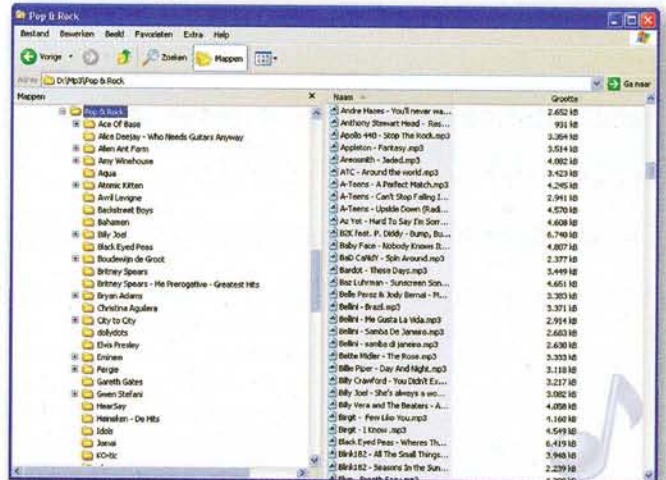 Pop & Rock
Bestand Bewerken Beeld Favorieten Extra Help
Vorige Zoeken Mappen
Adres D:\Mp3\Pop & Rock Ga naar
Mappen
Pop & Rock
Ace Of Base
Alice Deejay - Who Needs Guitars Anyway
Alien Ant Farm
Amy Winehouse
Aqua
Atomic Kitten
Avril Lavigne
Backstreet Boys
Bahamen
Billy Joel
Black Eyed Peas
Boudewijn de Groot
Britney Spears
Britney Spears - Me Prerogative - Greatest Hits
Bryan Adams
Christina Aguilera
City to City
dollydots
Elvis Presley
Eminem
Fergie
Gareth Gates
Gwen Stefani
HearSay
Heineken - De Hits
Idols
Jamai
KO>tic
Naam Grootte
Andre Hazes - You'll never wa... 2.652 kB
Anthony Stewart Head - Res... 931 kB
Apollo 440 - Stop The Rock.mp3 3.354 kB
Appleton - Fantasy.mp3 3.514 kB
Areosmith - Jaded.mp3 4.082 kB
ATC - Around the world.mp3 3.423 kB
A-Teens - A Perfect Match.mp3 4.245 kB
A-Teens - Can't Stop Falling I... 2.941 kB
A-Teens - Upside Down (Radi... 4.570 kB
Az Yet - Hard To Say I'm Sorr... 4.608 kB
B2K feat. P. Diddy - Bump, Bu... 6.740 kB
Baby Face - Nobody Knows It... 4.807 kB
BaD CaNdY - Spin Around.mp3 2.377 kB
Bardot - These Days.mp3 3.449 kB
Baz Luhrman - Sunscreen Son... 4.651 kB
Belle Perez & Jody Bernal - M... 3.383 kB
Bellini - Brazil.mp3 3.371 kB
Bellini - Me Gusta La Vida.mp3 2.914 kB
Bellini - Samba De Janeiro.mp3 2.683 kB
Bellini - samba di janeiro.mp3 2.630 kB
Bette Midler - The Rose.mp3 3.333 kB
Billie Piper - Day And Night.mp3 3.118 kB
Billy Crawford - You Didn't Ex... 3.217 kB
Billy Joel - She's always a wo... 3.082 kB
Billy Vera and The Beaters - A... 4.058 kB
Birgit - Few Like You.mp3 4.160 kB
Birgit - I Know .mp3 4.549 kB
Black Eyed Peas - Wheres Th... 6.419 kB
Blink182 - All The Small Things... 3.948 kB
Blink182 - Seasons In the Sun... 2.239 kB